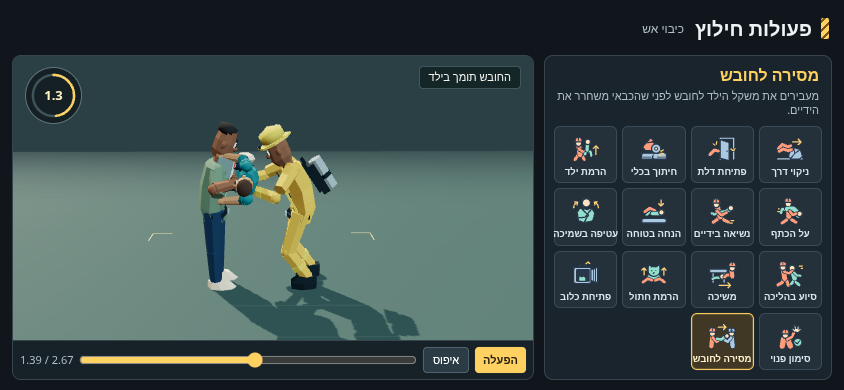 פעולות חילוץ
כיבוי אש
מסירה לחובש
מעבירים את משקל הילד לחובש לפני שהכבאי משחרר את
הידיים.
ניקוי דרך
פתיחת דלת
חיתוך בכלי
הרמת ילד
על הכתף
נשיאה בידיים
הנחה בטוחה
עטיפה בשמיכה
סיוע בהליכה
משיכה
הרמת חתול
פתיחת כלוב
סימון פנוי
מסירה לחובש
החובש תומך בילד
1.3
הפעלה
איפוס
1.39 / 2.67